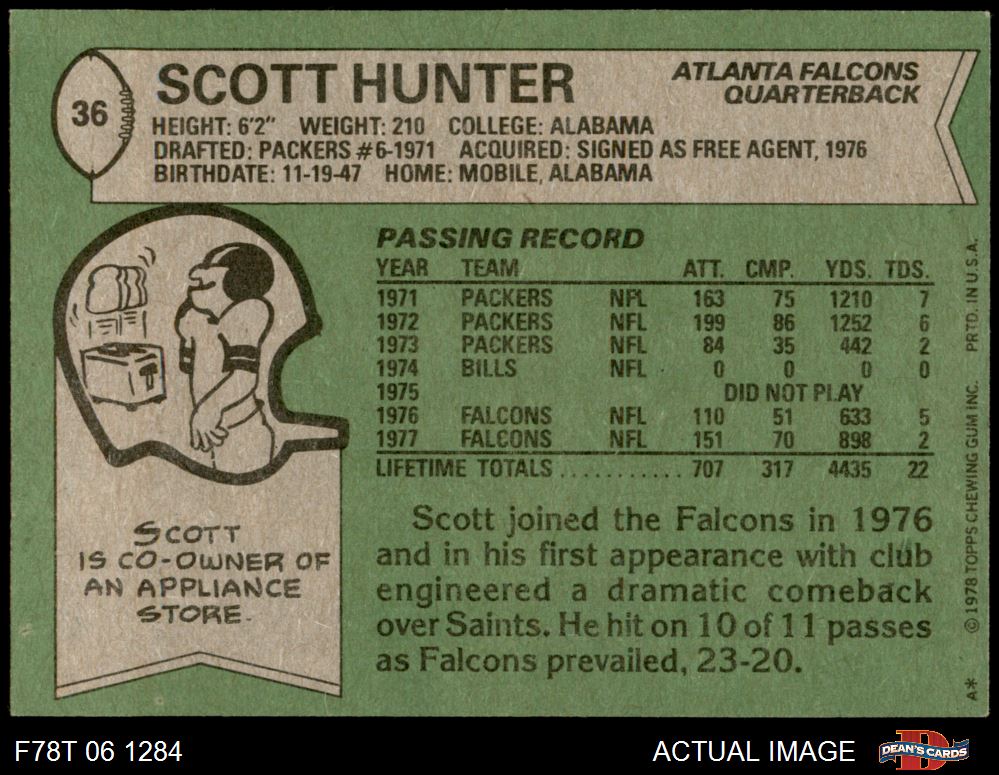 36
SCOTT HUNTER
ATLANTA FALCONS
QUARTERBACK
HEIGHT: 6'2" WEIGHT: 210 COLLEGE: ALABAMA
DRAFTED: PACKERS #6-1971 ACQUIRED: SIGNED AS FREE AGENT, 1976
BIRTHDATE: 11-19-47 HOME: MOBILE, ALABAMA
PASSING RECORD
YEAR TEAM ATT. CMP. YDS. TDS.
1971 PACKERS NFL 163 75 1210 7
1972 PACKERS NFL 199 86 1252 6
1973 PACKERS NFL 84 35 442 2
1974 BILLS NFL 0 0 0 0
1975 DID NOT PLAY
1976 FALCONS NFL 110 51 633 5
1977 FALCONS NFL 151 70 898 2
LIFETIME TOTALS ........... 707 317 4435 22
SCOTT
IS CO-OWNER OF
AN APPLIANCE
STORE.
Scott joined the Falcons in 1976
and in his first appearance with club
engineered a dramatic comeback
over Saints. He hit on 10 of 11 passes
as Falcons prevailed, 23-20.
A* © 1978 TOPPS CHEWING GUM INC. PRTD. IN U.S.A.
F78T 06 1284
ACTUAL IMAGE
D
DEAN'S CARDS